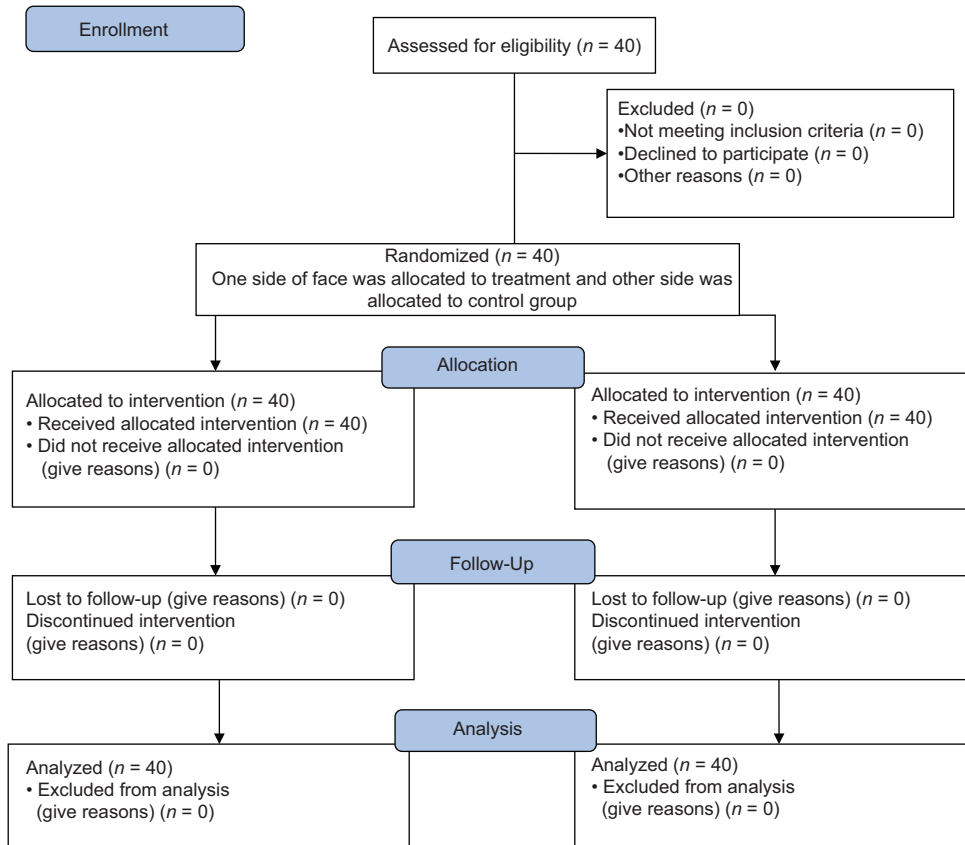 Enrollment
Assessed for eligibility (n = 40)
Excluded (n = 0)
•Not meeting inclusion criteria (n = 0)
•Declined to participate (n = 0)
•Other reasons (n = 0)
Randomized (n = 40)
One side of face was allocated to treatment and other side was
allocated to control group
Allocation
Allocated to intervention (n = 40)
• Received allocated intervention (n = 40)
• Did not receive allocated intervention
(give reasons) (n = 0)
Allocated to intervention (n = 40)
• Received allocated intervention (n = 40)
• Did not receive allocated intervention
(give reasons) (n = 0)
Follow-Up
Lost to follow-up (give reasons) (n = 0)
Discontinued intervention
(give reasons) (n = 0)
Lost to follow-up (give reasons) (n = 0)
Discontinued intervention
(give reasons) (n = 0)
Analysis
Analyzed (n = 40)
• Excluded from analysis
(give reasons) (n = 0)
Analyzed (n = 40)
• Excluded from analysis
(give reasons) (n = 0)